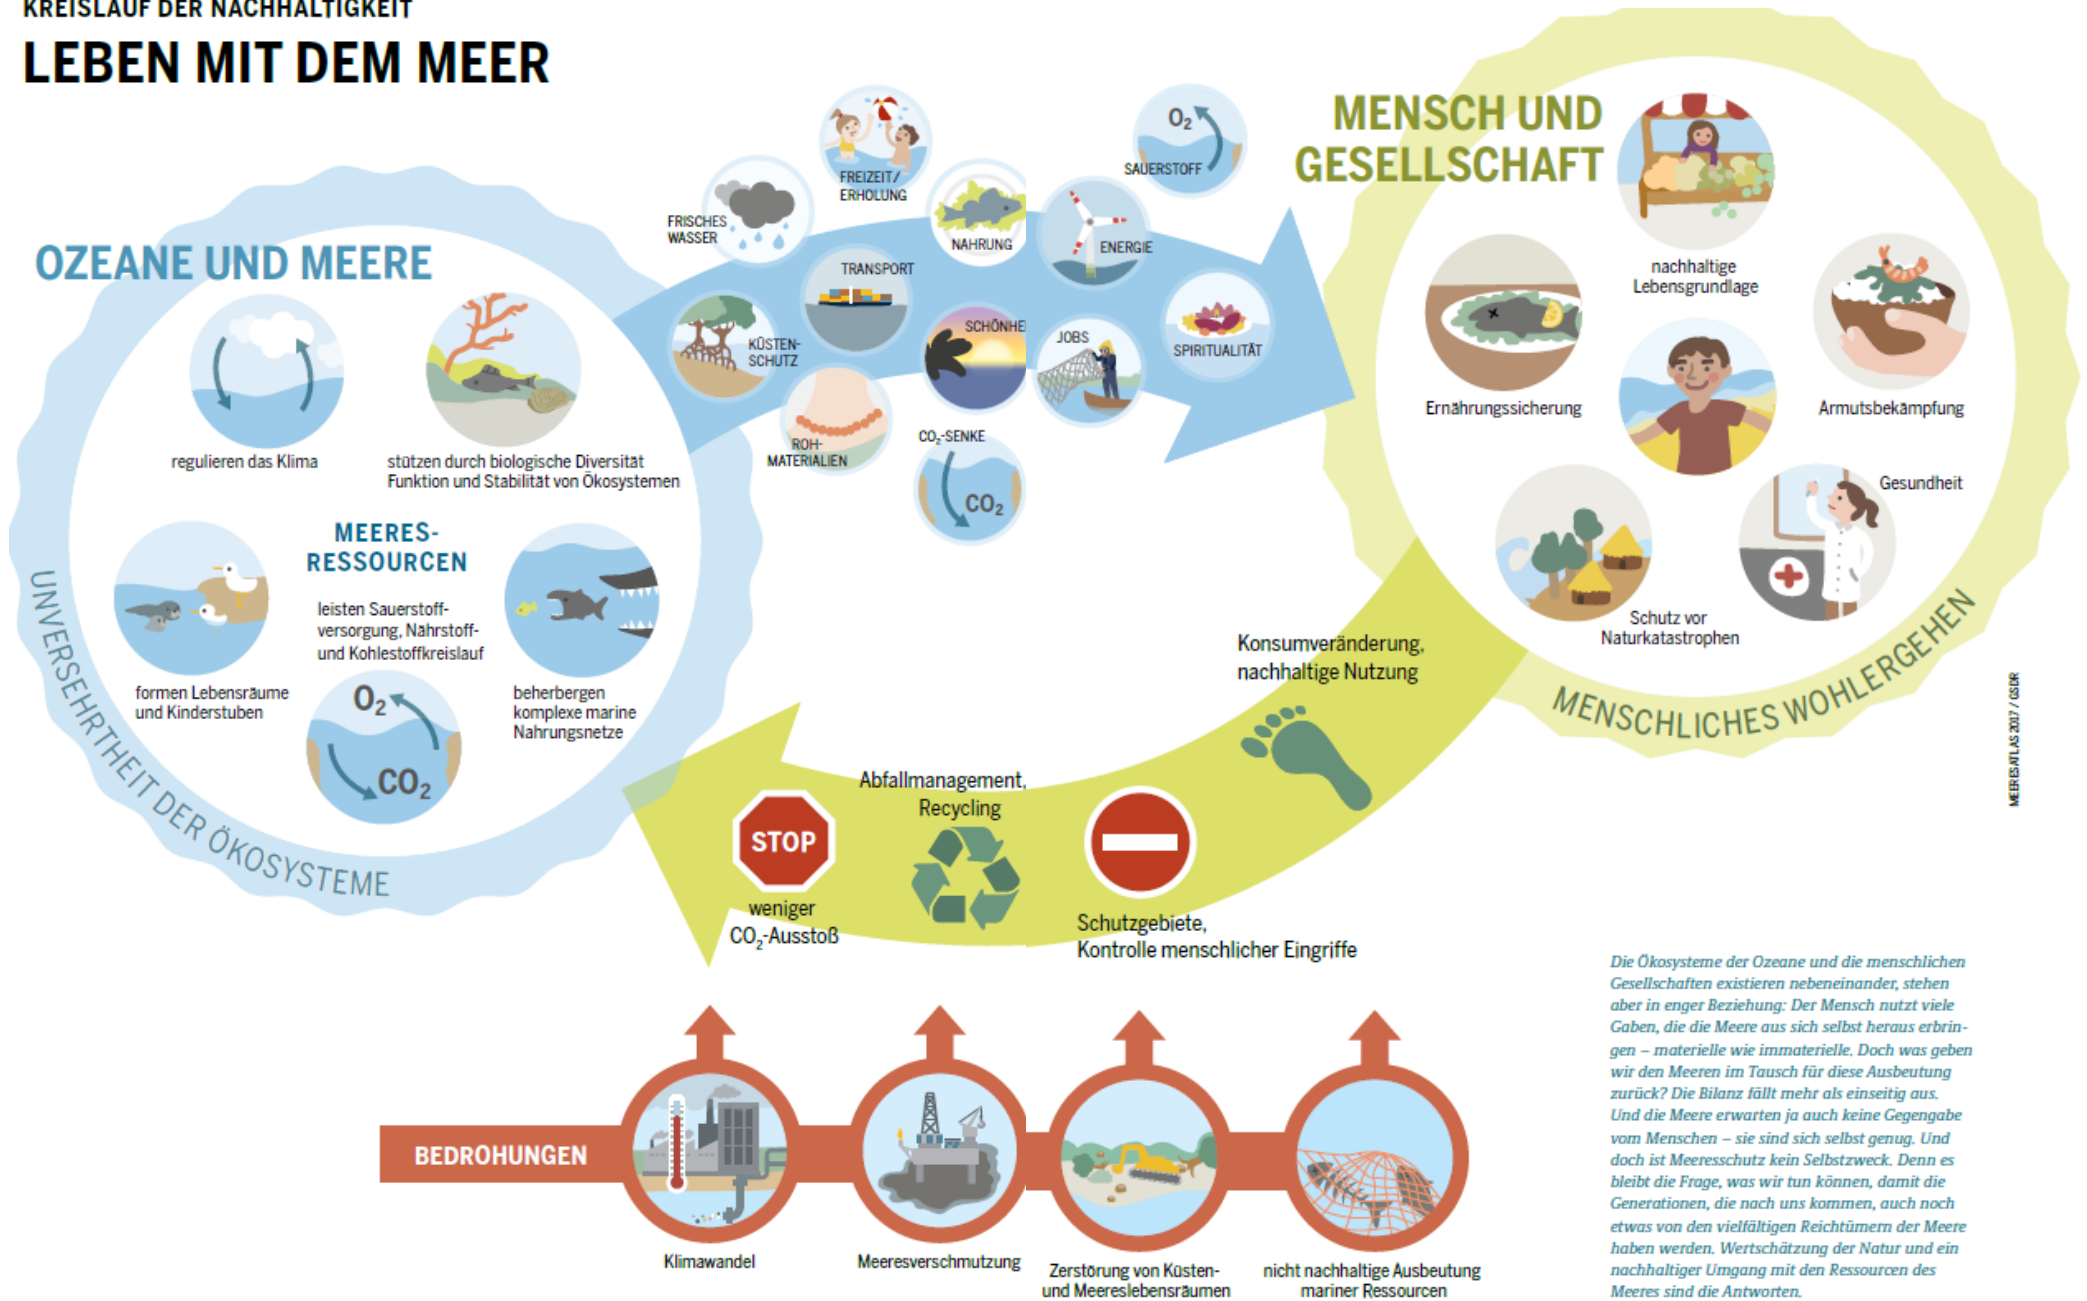 KREISLAUF DER NACHHALTIGKEIT
LEBEN MIT DEM MEER
OZEANE UND MEERE
regulieren das Klima
stützen durch biologische Diversität
Funktion und Stabilität von Ökosystemen
MEERES-
RESSOURCEN
leisten Sauerstoff-
versorgung, Nährstoff-
und Kohlestoffkreislauf
formen Lebensräume
und Kinderstuben
O2
CO2
beherbergen
komplexe marine
Nahrungsnetze
UNVERSEHRTHEIT DER ÖKOSYSTEME
FRISCHES
WASSER
FREIZEIT/
ERHOLUNG
NAHRUNG
O2
SAUERSTOFF
ENERGIE
TRANSPORT
KÜSTEN-
SCHUTZ
SCHÖNHE
JOBS
SPIRITUALITÄT
ROH-
MATERIALIEN
CO2-SENKE
CO2
MENSCH UND
GESELLSCHAFT
nachhaltige
Lebensgrundlage
Ernährungssicherung
Armutsbekämpfung
Gesundheit
Schutz vor
Naturkatastrophen
MENSCHLICHES WOHLERGEHEN
MEERESATLAS 2017 / GSDR
Konsumveränderung,
nachhaltige Nutzung
Abfallmanagement,
Recycling
STOP
weniger
CO2-Ausstoß
Schutzgebiete,
Kontrolle menschlicher Eingriffe
BEDROHUNGEN
Klimawandel
Meeresverschmutzung
Zerstörung von Küsten-
und Meereslebensräumen
nicht nachhaltige Ausbeutung
mariner Ressourcen
Die Ökosysteme der Ozeane und die menschlichen
Gesellschaften existieren nebeneinander, stehen
aber in enger Beziehung: Der Mensch nutzt viele
Gaben, die die Meere aus sich selbst heraus erbrin-
gen – materielle wie immaterielle. Doch was geben
wir den Meeren im Tausch für diese Ausbeutung
zurück? Die Bilanz fällt mehr als einseitig aus.
Und die Meere erwarten ja auch keine Gegengabe
vom Menschen – sie sind sich selbst genug. Und
doch ist Meeresschutz kein Selbstzweck. Denn es
bleibt die Frage, was wir tun können, damit die
Generationen, die nach uns kommen, auch noch
etwas von den vielfältigen Reichtümern der Meere
haben werden. Wertschätzung der Natur und ein
nachhaltiger Umgang mit den Ressourcen des
Meeres sind die Antworten.